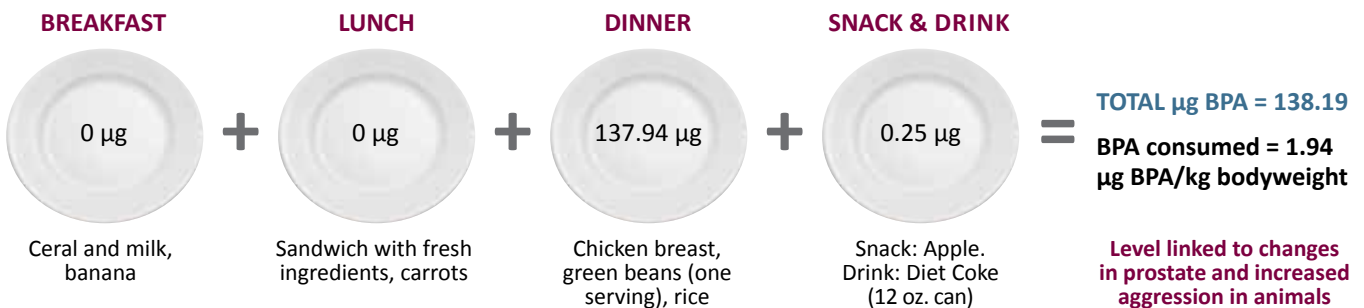 BREAKFAST
LUNCH
DINNER
SNACK & DRINK
0 µg
+
0 µg
+
137.94 µg
+
0.25 µg
=
TOTAL µg BPA = 138.19
BPA consumed = 1.94
µg BPA/kg bodyweight
Ceral and milk,
banana
Sandwich with fresh
ingredients, carrots
Chicken breast,
green beans (one
serving), rice
Snack: Apple.
Drink: Diet Coke
(12 oz. can)
Level linked to changes
in prostate and increased
aggression in animals